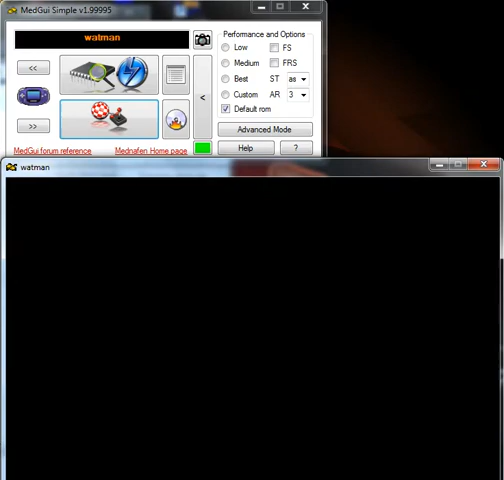 MedGui Simple v1.99995
watman
Performance and Options
Low FS
Medium FRS
Best ST as
Custom AR 3
Default rom
<<
<
>>
Advanced Mode
Help ?
MedGui forum reference Mednafen Home page
watman